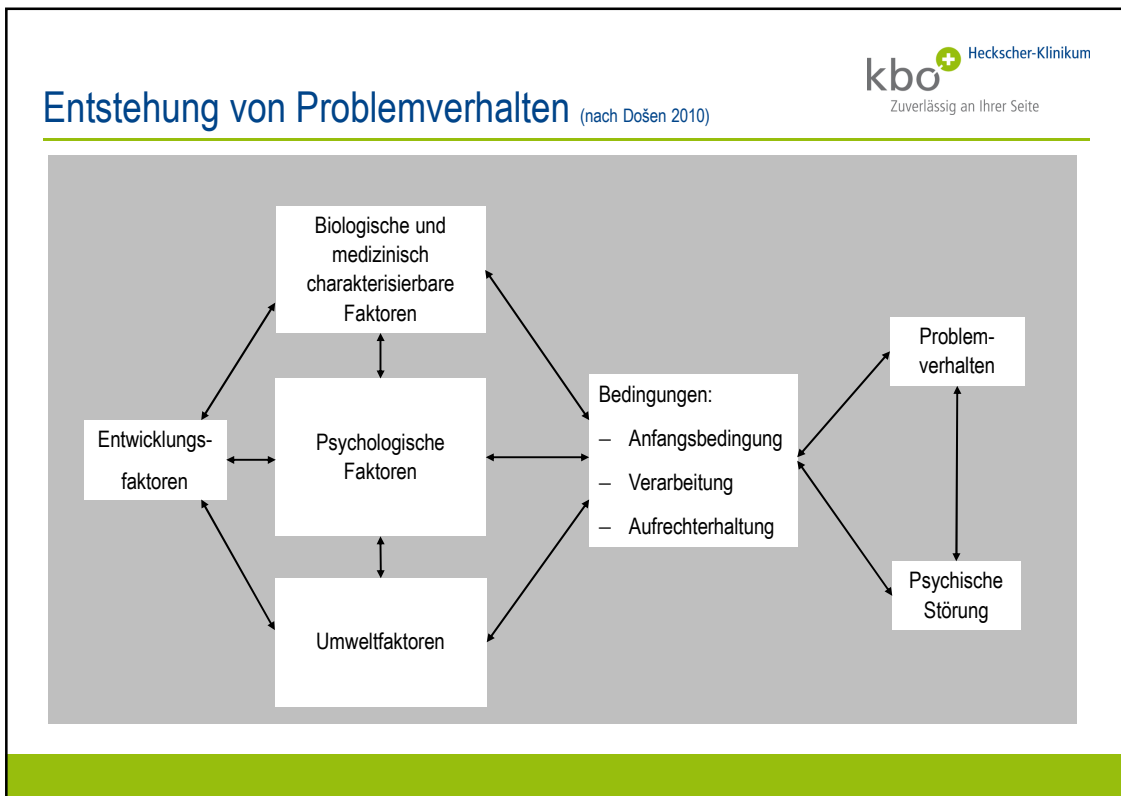 kbo Heckscher-Klinikum
Zuverlässig an Ihrer Seite
Entstehung von Problemverhalten (nach Došen 2010)
Biologische und
medizinisch
charakterisierbare
Faktoren
Entwicklungs-
faktoren
Psychologische
Faktoren
Umweltfaktoren
Bedingungen:
– Anfangsbedingung
– Verarbeitung
– Aufrechterhaltung
Problem-
verhalten
Psychische
Störung